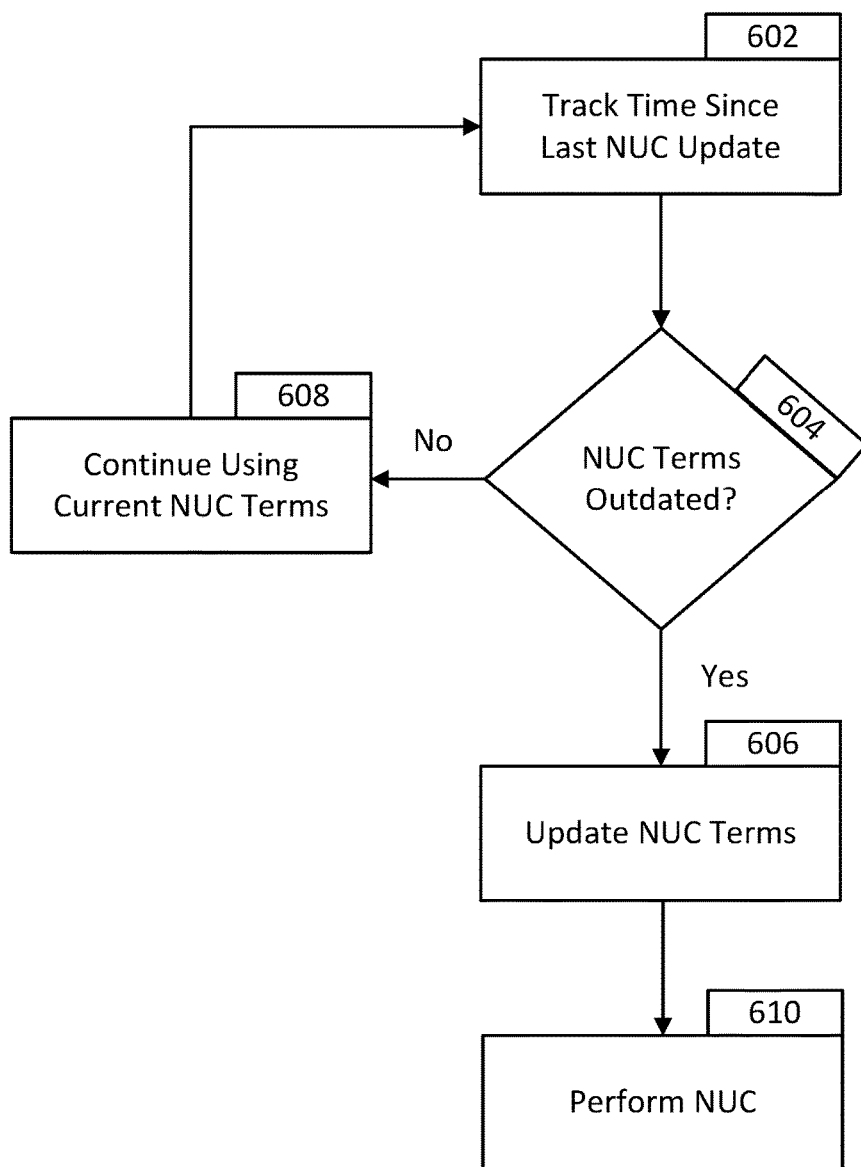 602
Track Time Since
Last NUC Update
604
NUC Terms
Outdated?
No
608
Continue Using
Current NUC Terms
Yes
606
Update NUC Terms
610
Perform NUC